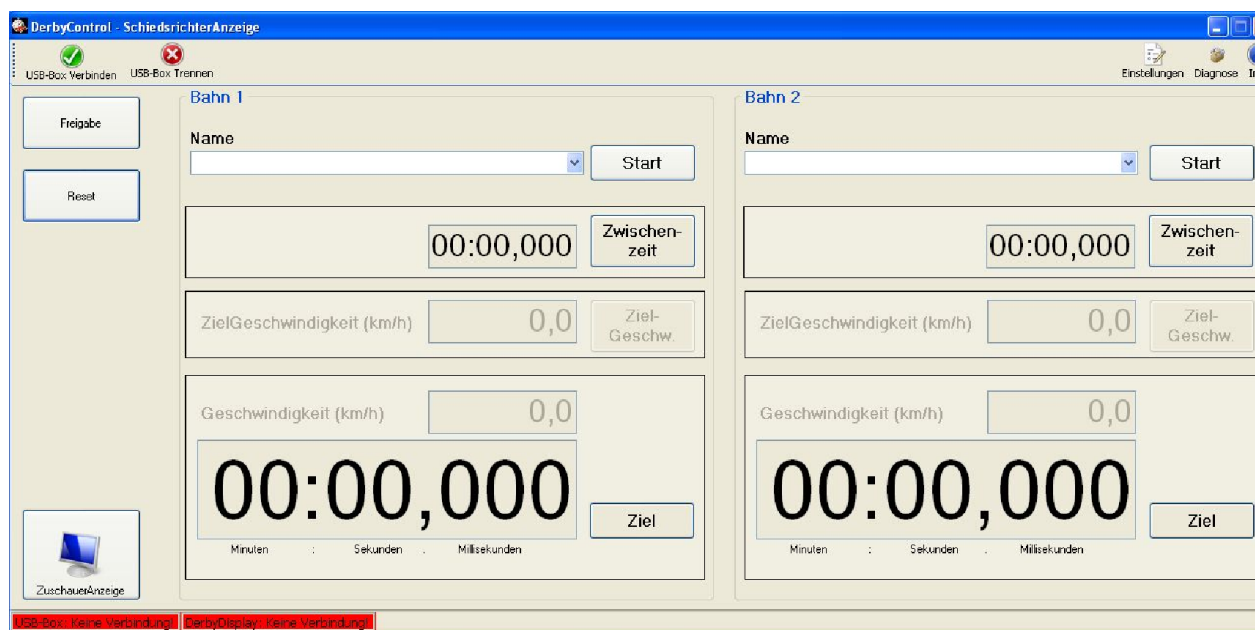 DerbyControl - SchiedsrichterAnzeige
USB-Box Verbinden USB-Box Trennen
Einstellungen Diagnose
Freigabe
Reset
Bahn 1
Name
Start
00:00,000
Zwischen-
zeit
ZielGeschwindigkeit (km/h)
0,0
Ziel-
Geschw.
Geschwindigkeit (km/h)
0,0
00:00,000
Minuten : Sekunden . Millisekunden
Ziel
Bahn 2
Name
Start
00:00,000
Zwischen-
zeit
ZielGeschwindigkeit (km/h)
0,0
Ziel-
Geschw.
Geschwindigkeit (km/h)
0,0
00:00,000
Minuten : Sekunden . Millisekunden
Ziel
ZuschauerAnzeige
USB-Box: Keine Verbindung! DerbyDisplay: Keine Verbindung!